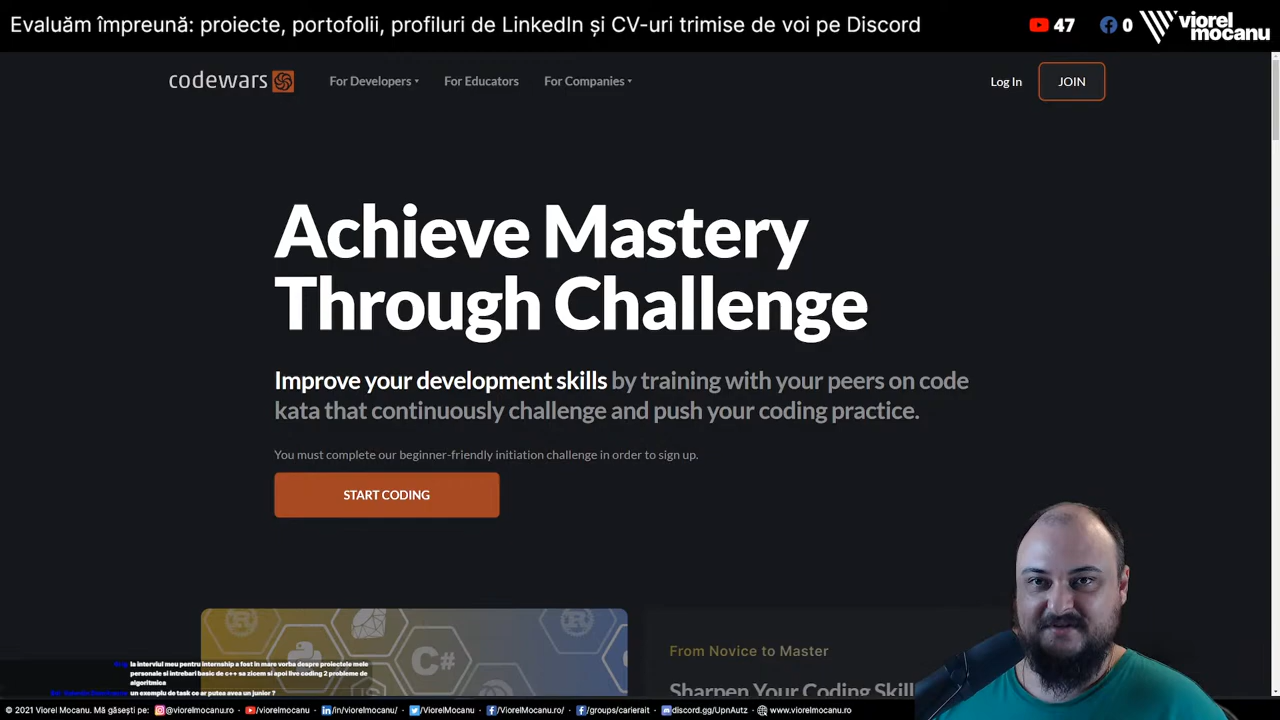 Evaluăm împreună: proiecte, portofolii, profiluri de LinkedIn și CV-uri trimise de voi pe Discord
47
0
viorel
mocanu
codewars
For Developers
For Educators
For Companies
Log In
JOIN
Achieve Mastery
Through Challenge
Improve your development skills by training with your peers on code
kata that continuously challenge and push your coding practice.
You must complete our beginner-friendly initiation challenge in order to sign up.
START CODING
C#
From Novice to Master
Sharpen Your Coding Skills
la interviul meu pentru internship a fost in mare vorba despre proiectele mele
personale si intrebari basic de c++ sa zicem si apoi live coding 2 probleme de
algoritmica
un exemplu de task ce ar putea avea un junior ?
© 2021 Viorel Mocanu. Mă găsești pe: @viorelmocanu.ro · /viorelmocanu · /in/viorelmocanu/ · /ViorelMocanu · /ViorelMocanu.ro/ · /groups/carierait · discord.gg/UpnAutz · www.viorelmocanu.ro